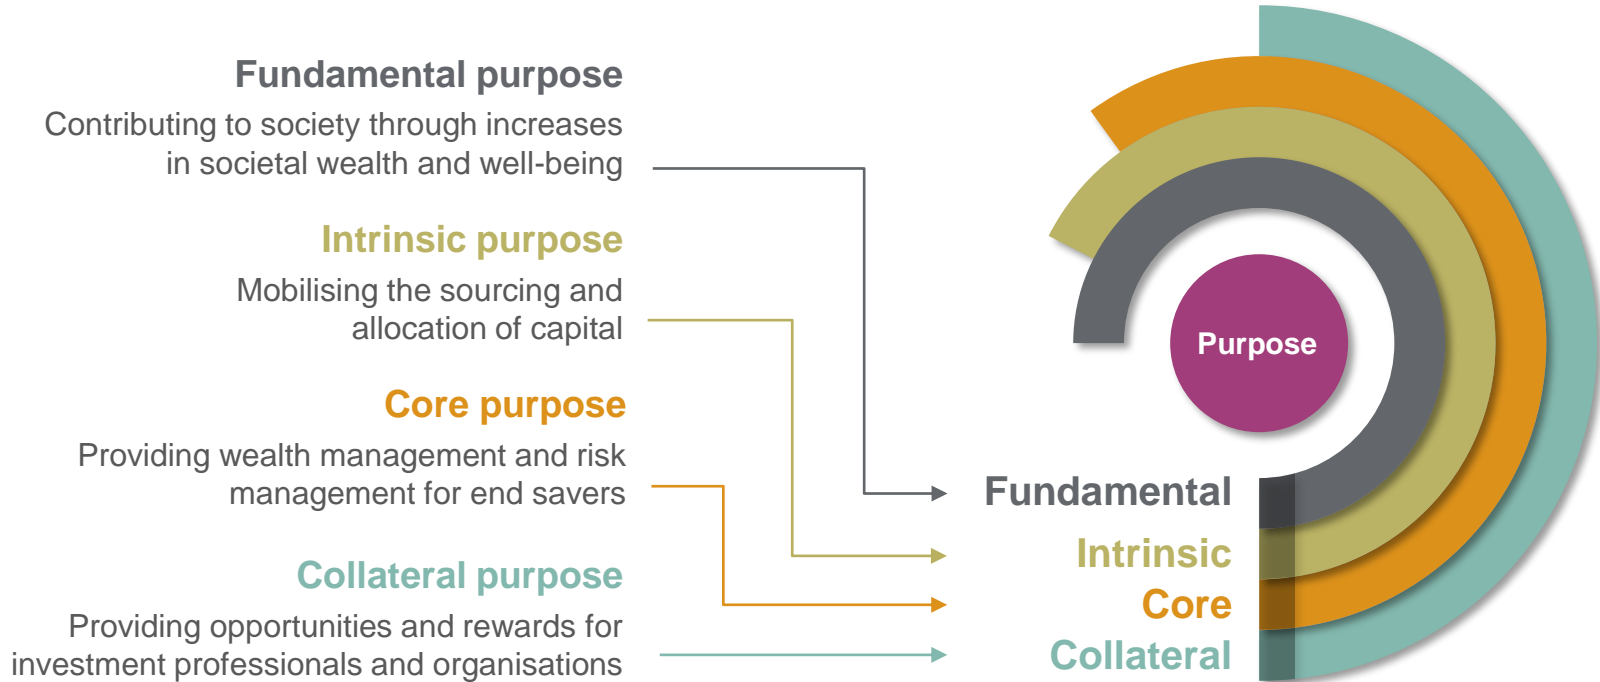 Fundamental purpose
Contributing to society through increases
in societal wealth and well-being
Intrinsic purpose
Mobilising the sourcing and
allocation of capital
Core purpose
Providing wealth management and risk
management for end savers
Collateral purpose
Providing opportunities and rewards for
investment professionals and organisations
Purpose
Fundamental
Intrinsic
Core
Collateral